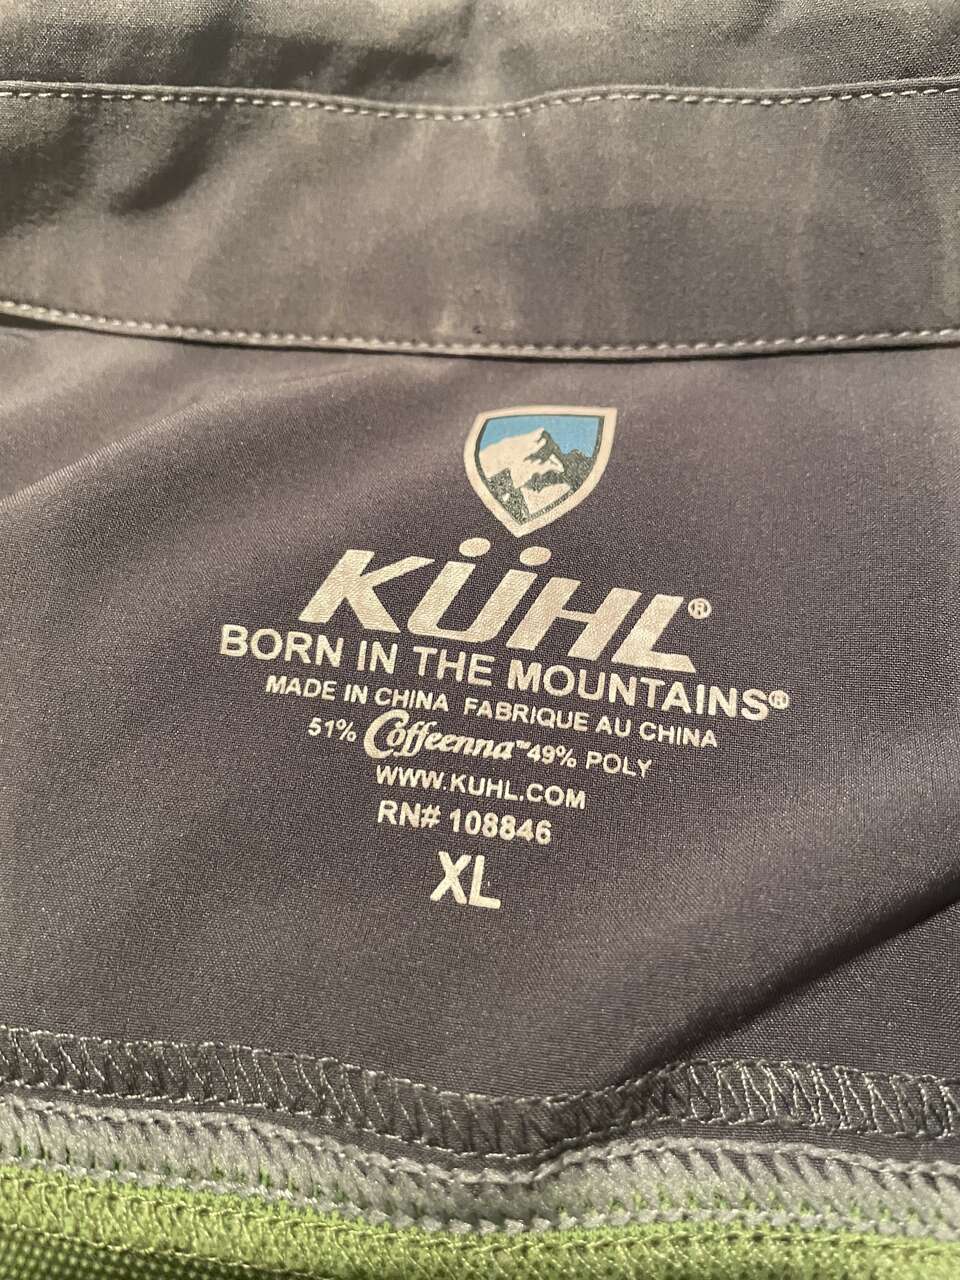 KÜHL®
BORN IN THE MOUNTAINS®
MADE IN CHINA FABRIQUE AU CHINA
51% Coffeenna™ 49% POLY
WWW.KUHL.COM
RN# 108846
XL